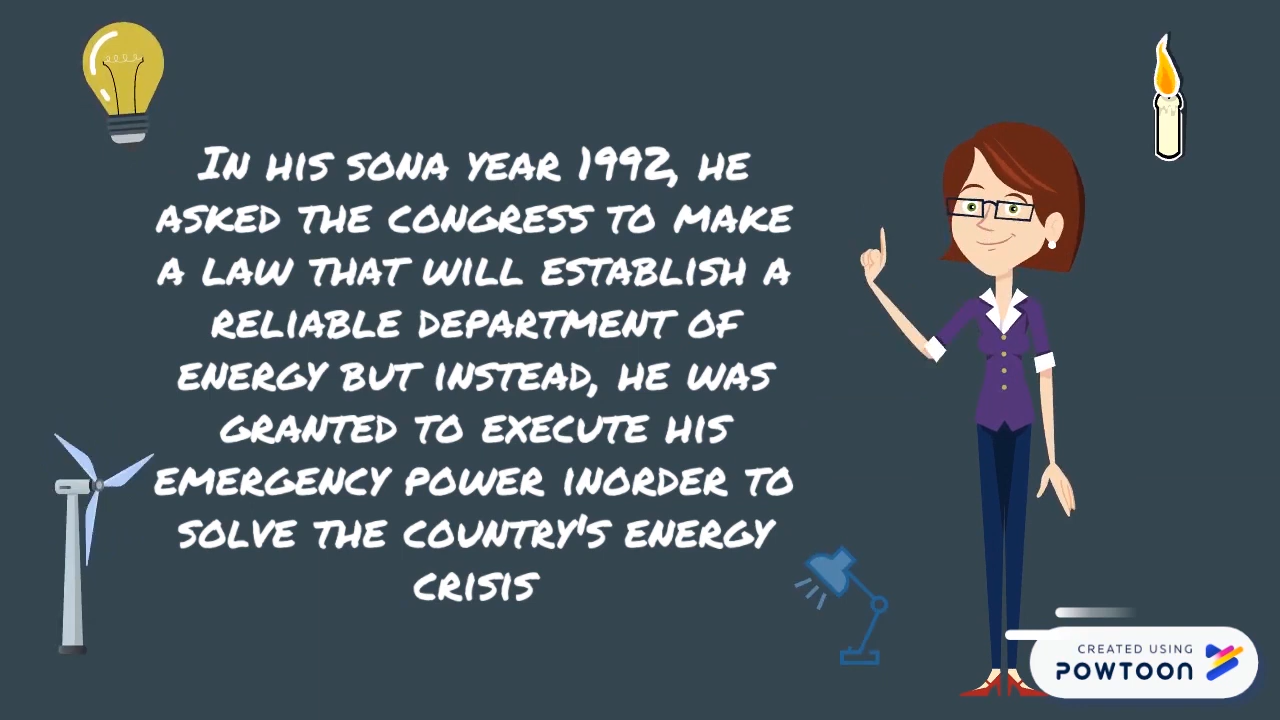 In his sona year 1992, he
asked the congress to make
a law that will establish a
reliable department of
energy but instead, he was
granted to execute his
emergency power inorder to
solve the country's energy
crisis
CREATED USING
POWTOON